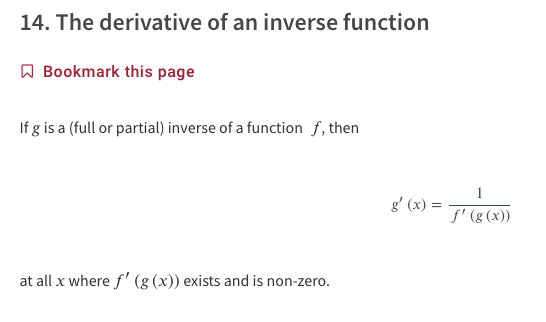 14. The derivative of an inverse function
Bookmark this page
If g is a (full or partial) inverse of a function f, then
g′ (x) = 1 / f′ (g (x))
at all x where f′ (g (x)) exists and is non-zero.